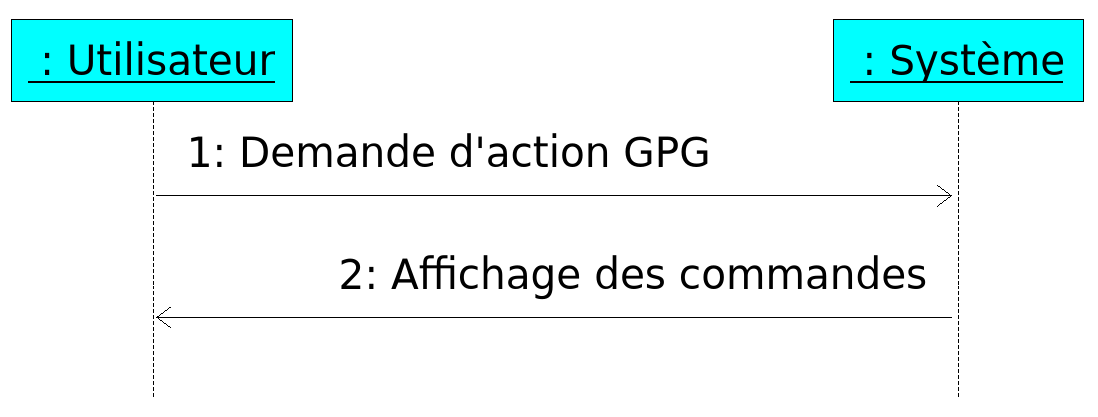 : Utilisateur
: Système
1: Demande d'action GPG
2: Affichage des commandes